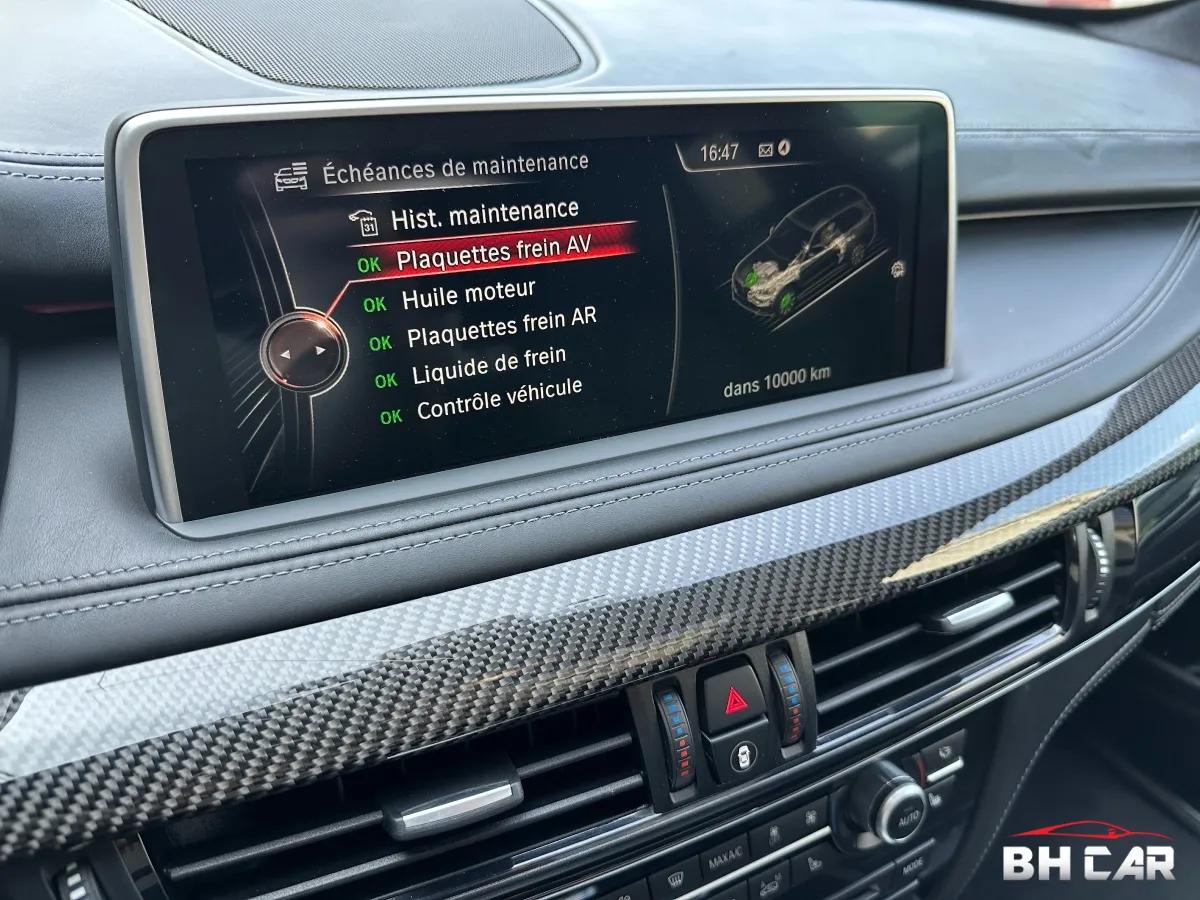 Échéances de maintenance
16:47
31 Hist. maintenance
OK Plaquettes frein AV
OK Huile moteur
OK Plaquettes frein AR
OK Liquide de frein
OK Contrôle véhicule
dans 10000 km
AUTO
MAX A/C
MODE
BH CAR